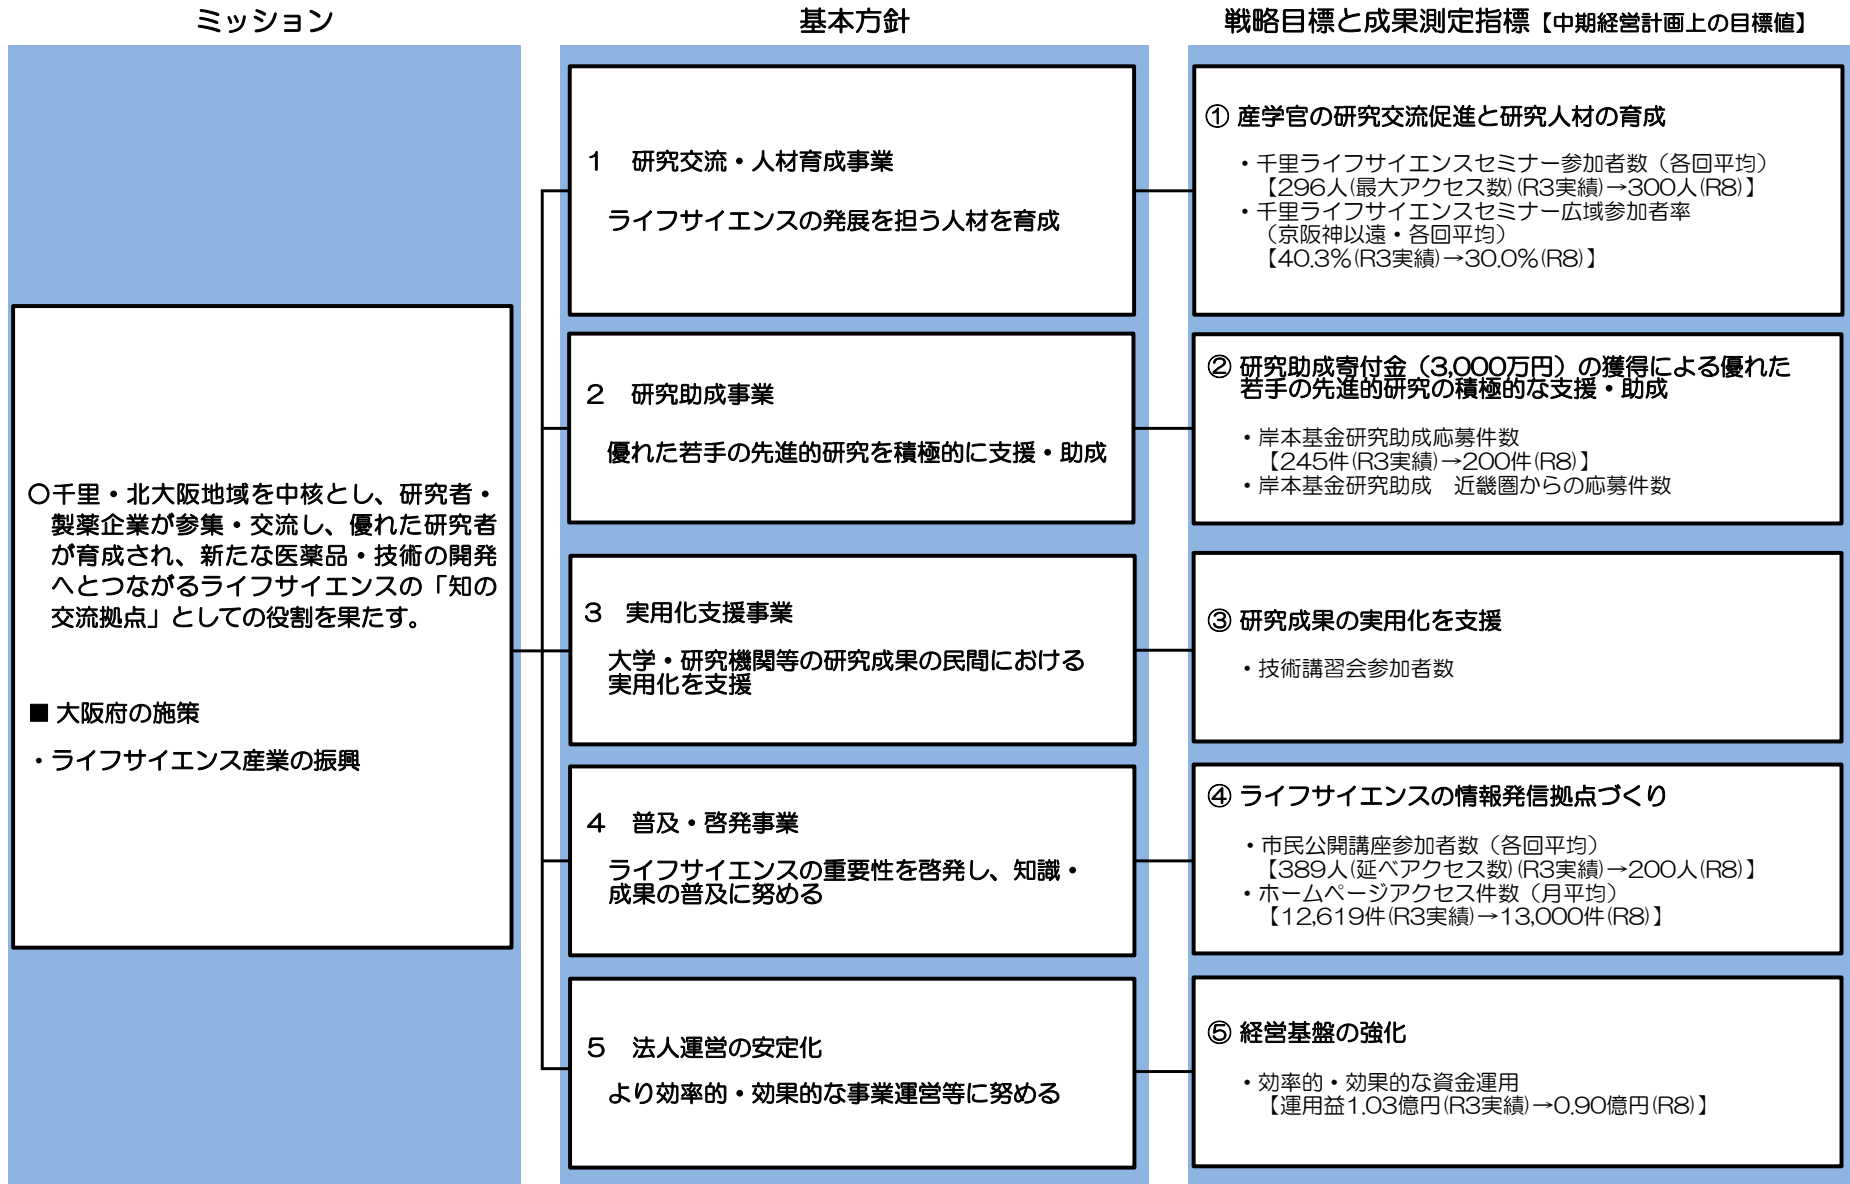 ミッション
基本方針
戦略目標と成果測定指標【中期経営計画上の目標値】
〇千里・北大阪地域を中核とし、研究者・
製薬企業が参集・交流し、優れた研究者
が育成され、新たな医薬品・技術の開発
へとつながるライフサイエンスの「知の
交流拠点」としての役割を果たす。
■ 大阪府の施策
・ライフサイエンス産業の振興
１　研究交流・人材育成事業
ライフサイエンスの発展を担う人材を育成
２　研究助成事業
優れた若手の先進的研究を積極的に支援・助成
３　実用化支援事業
大学・研究機関等の研究成果の民間における
実用化を支援
４　普及・啓発事業
ライフサイエンスの重要性を啓発し、知識・
成果の普及に努める
５　法人運営の安定化
より効率的・効果的な事業運営等に努める
① 産学官の研究交流促進と研究人材の育成
・千里ライフサイエンスセミナー参加者数（各回平均）
【296人(最大アクセス数)(R3実績)→300人(R8)】
・千里ライフサイエンスセミナー広域参加者率
（京阪神以遠・各回平均）
【40.3%(R3実績)→30.0%(R8)】
② 研究助成寄付金（3,000万円）の獲得による優れた
若手の先進的研究の積極的な支援・助成
・岸本基金研究助成応募件数
【245件(R3実績)→200件(R8)】
・岸本基金研究助成　近畿圏からの応募件数
③ 研究成果の実用化を支援
・技術講習会参加者数
④ ライフサイエンスの情報発信拠点づくり
・市民公開講座参加者数（各回平均）
【389人(延べアクセス数)(R3実績)→200人(R8)】
・ホームページアクセス件数（月平均）
【12,619件(R3実績)→13,000件(R8)】
⑤ 経営基盤の強化
・効率的・効果的な資金運用
【運用益1.03億円(R3実績)→0.90億円(R8)】